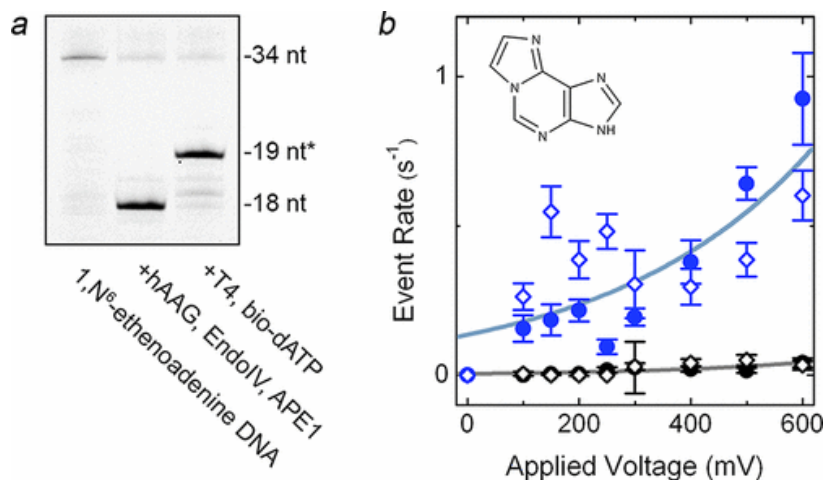 a
-34 nt
-19 nt*
-18 nt
1,N⁶-ethenoadenine DNA
+hAAG, EndoIV, APE1
+T4, bio-dATP
b
1
0
Event Rate (s⁻¹)
N
N
N
N
NH
0
200
400
600
Applied Voltage (mV)